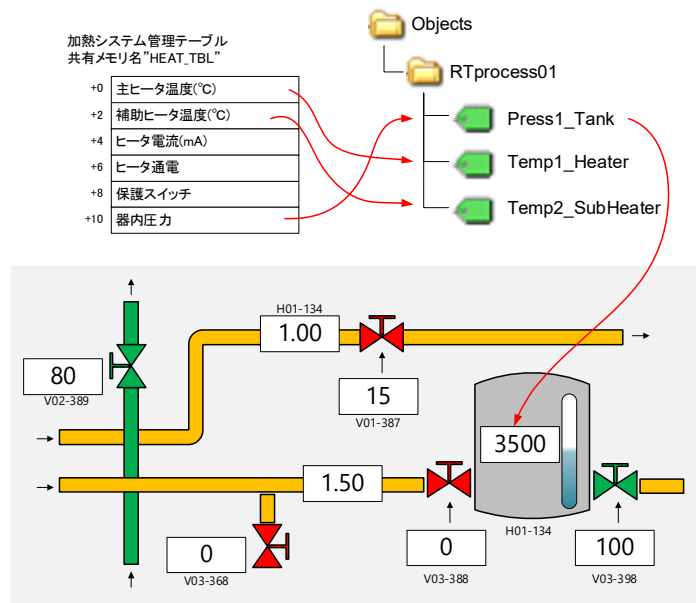 加熱システム管理テーブル
共有メモリ名"HEAT_TBL"
+0 主ヒータ温度(℃)
+2 補助ヒータ温度(℃)
+4 ヒータ電流(mA)
+6 ヒータ通電
+8 保護スイッチ
+10 器内圧力
Objects
RTprocess01
Press1_Tank
Temp1_Heater
Temp2_SubHeater
H01-134
1.00
80
V02-389
15
V01-387
3500
1.50
H01-134
0
V03-368
0
V03-388
100
V03-398